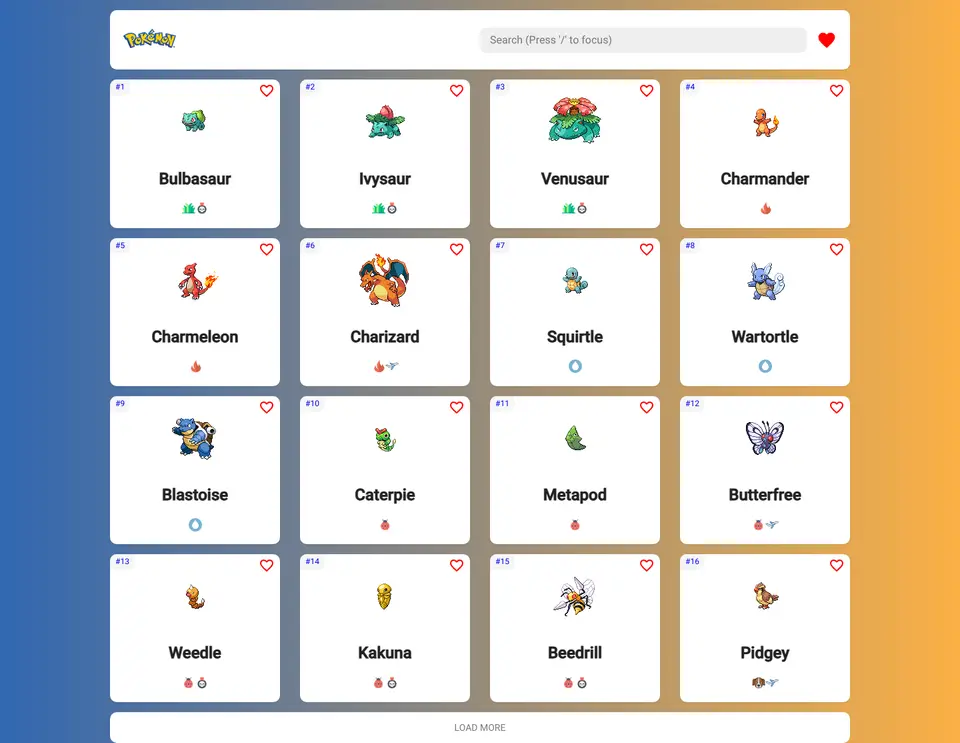 Pokémon
Search (Press '/' to focus)
#1
Bulbasaur
#2
Ivysaur
#3
Venusaur
#4
Charmander
#5
Charmeleon
#6
Charizard
#7
Squirtle
#8
Wartortle
#9
Blastoise
#10
Caterpie
#11
Metapod
#12
Butterfree
#13
Weedle
#14
Kakuna
#15
Beedrill
#16
Pidgey
LOAD MORE